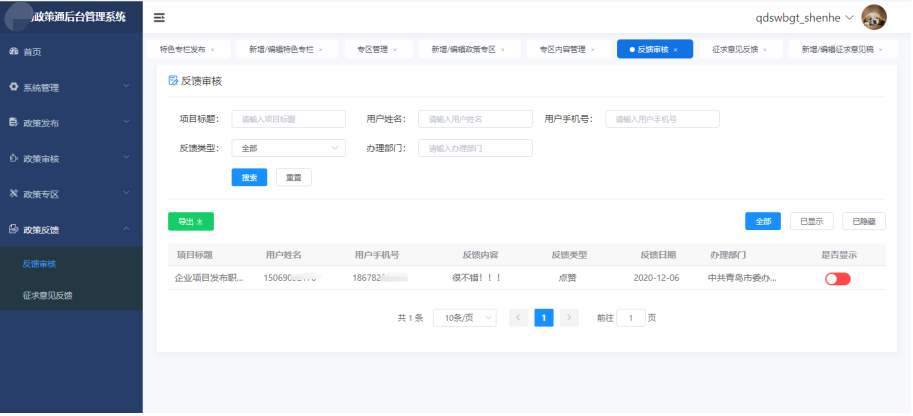 政策通后台管理系统
qdswbgt_shenhe
首页
系统管理
政策发布
政策审核
政策专区
政策反馈
反馈审核
征求意见反馈
特色专栏发布 × 新增/编辑特色专栏 × 专区管理 × 新增/编辑政策专区 × 专区内容管理 × 反馈审核 × 征求意见反馈 × 新增/编辑征求意见稿 ×
反馈审核
项目标题： 请输入项目标题 用户姓名： 请输入用户姓名 用户手机号： 请输入用户手机号
反馈类型： 全部 办理部门： 请输入办理部门
搜索 重置
导出 全部 已显示 已隐藏
项目标题 用户姓名 用户手机号 反馈内容 反馈类型 反馈日期 办理部门 是否显示
企业项目发布职... 15069 186782 很不错！！！ 点赞 2020-12-06 中共青岛市委办...
共 1 条 10条/页 < 1 > 前往 1 页